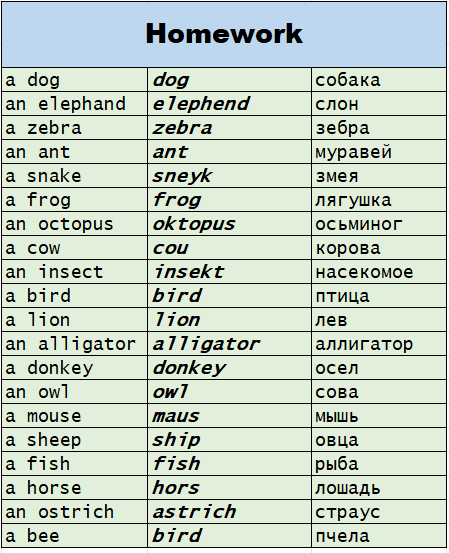 Homework
a dog dog собака
an elephand elephend слон
a zebra zebra зебра
an ant ant муравей
a snake sneyk змея
a frog frog лягушка
an octopus oktopus осьминог
a cow cou корова
an insect insekt насекомое
a bird bird птица
a lion lion лев
an alligator alligator аллигатор
a donkey donkey осел
an owl owl сова
a mouse maus мышь
a sheep ship овца
a fish fish рыба
a horse hors лошадь
an ostrich astrich страус
a bee bird пчела